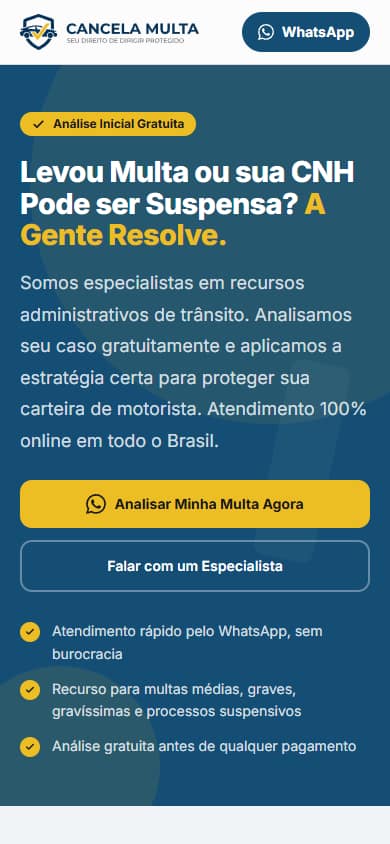 CANCELA MULTA
SEU DIREITO DE DIRIGIR PROTEGIDO
WhatsApp
Análise Inicial Gratuita
Levou Multa ou sua CNH
Pode ser Suspensa? A
Gente Resolve.
Somos especialistas em recursos
administrativos de trânsito. Analisamos
seu caso gratuitamente e aplicamos a
estratégia certa para proteger sua
carteira de motorista. Atendimento 100%
online em todo o Brasil.
Analisar Minha Multa Agora
Falar com um Especialista
Atendimento rápido pelo WhatsApp, sem
burocracia
Recurso para multas médias, graves,
gravíssimas e processos suspensivos
Análise gratuita antes de qualquer pagamento